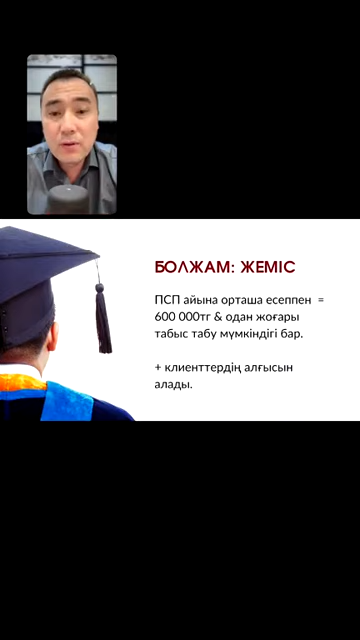 БОЛЖАМ: ЖЕМІС
ПСП айына орташа есеппен =
600 000тг & одан жоғары
табыс табу мүмкіндігі бар.
+ клиенттердің алғысын
алады.